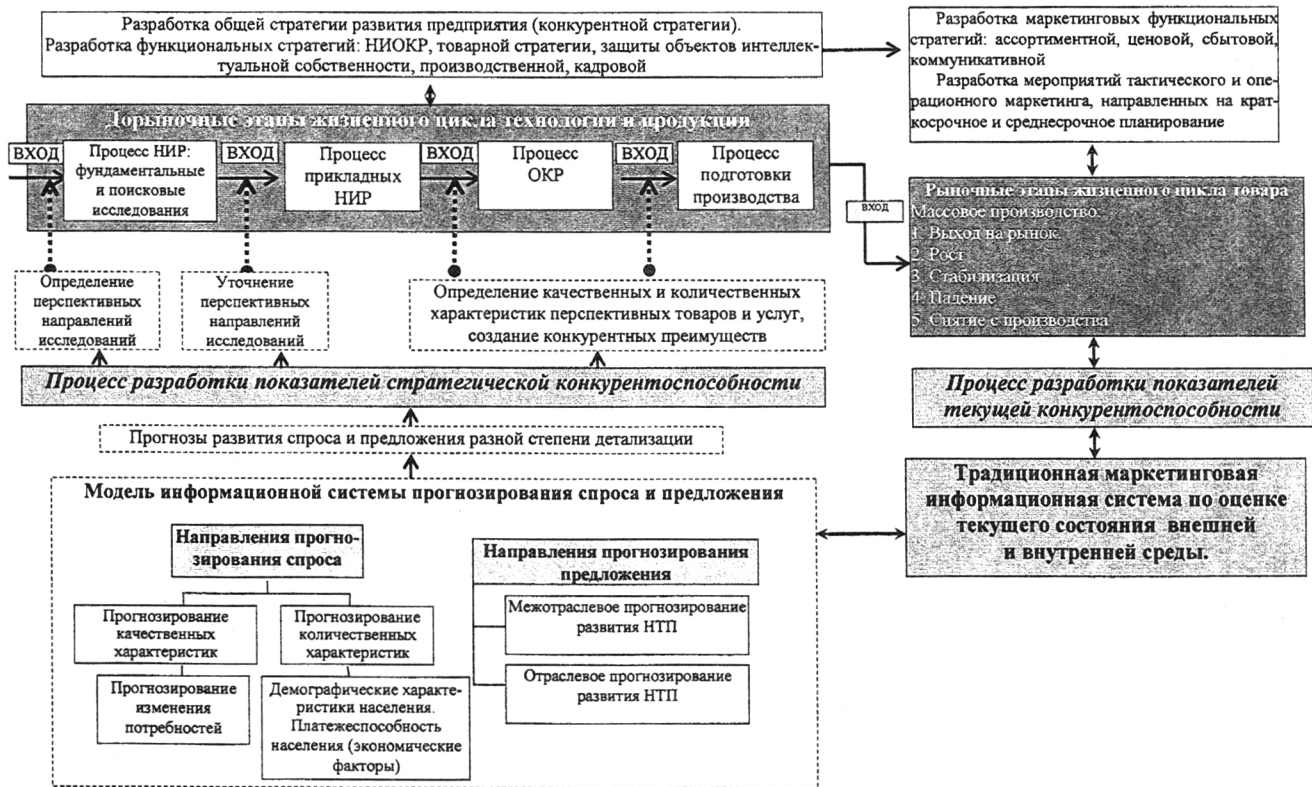 Разработка общей стратегии развития предприятия (конкурентной стратегии).
Разработка функциональных стратегий: НИОКР, товарной стратегии, защиты объектов интеллек-
туальной собственности, производственной, кадровой
Разработка маркетинговых функциональных
стратегий: ассортиментной, ценовой, сбытовой,
коммуникативной
Разработка мероприятий тактического и опе-
рационного маркетинга, направленных на крат-
косрочное и среднесрочное планирование
Дорыночные этапы жизненного цикла технологии и продукции
ВХОД
Процесс НИР:
фундаментальные
и поисковые
исследования
ВХОД
Процесс
прикладных
НИР
ВХОД
Процесс
ОКР
ВХОД
Процесс
подготовки
производства
ВХОД
Рыночные этапы жизненного цикла товара
Массовое производство:
1. Выход на рынок
2. Рост
3. Стабилизация
4. Падение
5. Снятие с производства
Определение
перспективных
направлений
исследований
Уточнение
перспективных
направлений
исследований
Определение качественных и количественных
характеристик перспективных товаров и услуг,
создание конкурентных преимуществ
Процесс разработки показателей стратегической конкурентоспособности
Процесс разработки показателей
текущей конкурентоспособности
Прогнозы развития спроса и предложения разной степени детализации
Модель информационной системы прогнозирования спроса и предложения
Традиционная маркетинговая
информационная система по оценке
текущего состояния внешней
и внутренней среды.
Направления прогно-
зирования спроса
Направления прогнозирования
предложения
Прогнозирование
качественных
характеристик
Прогнозирование
количественных
характеристик
Межотраслевое прогнозирование
развития НТП
Прогнозирование
изменения
потребностей
Демографические характе-
ристики населения.
Платежеспособность
населения (экономические
факторы)
Отраслевое прогнозирование
развития НТП